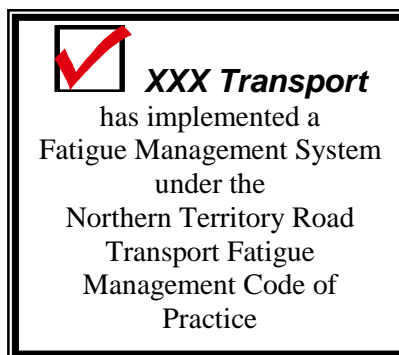 XXX Transport
has implemented a
Fatigue Management System
under the
Northern Territory Road
Transport Fatigue
Management Code of
Practice